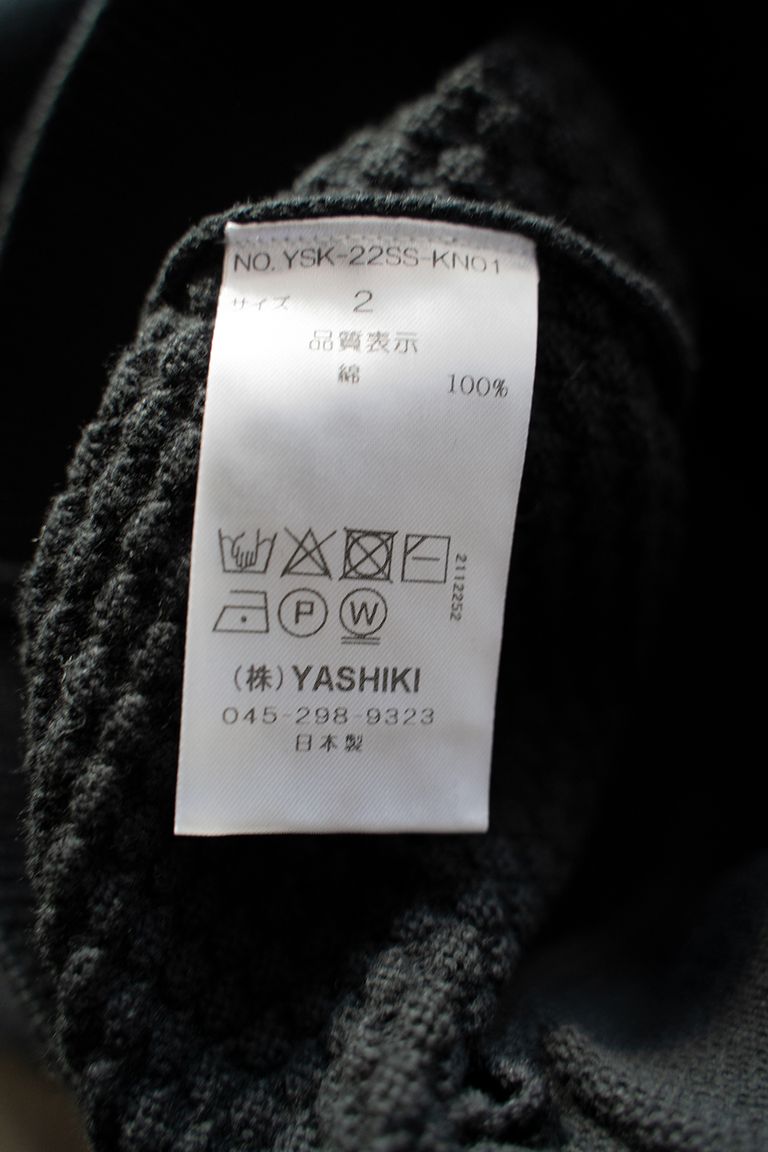 NO. YSK-22SS-KN01
サイズ 2
品質表示
綿 100%
2112252
P W
(株)YASHIKI
045-298-9323
日本製